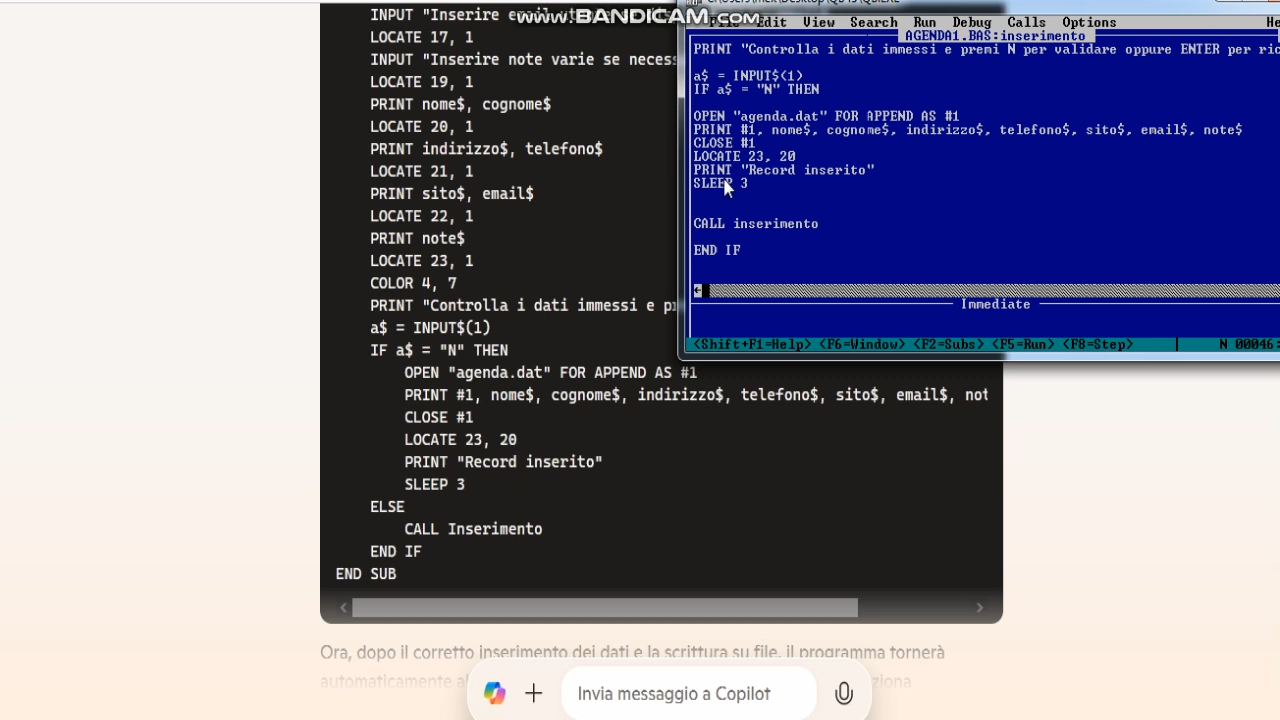 www.BANDICAM.com
INPUT "Inserire em
LOCATE 17, 1
INPUT "Inserire note varie se necess
LOCATE 19, 1
PRINT nome$, cognome$
LOCATE 20, 1
PRINT indirizzo$, telefono$
LOCATE 21, 1
PRINT sito$, email$
LOCATE 22, 1
PRINT note$
LOCATE 23, 1
COLOR 4, 7
PRINT "Controlla i dati immessi e p
a$ = INPUT$(1)
IF a$ = "N" THEN
OPEN "agenda.dat" FOR APPEND AS #1
PRINT #1, nome$, cognome$, indirizzo$, telefono$, sito$, email$, not
CLOSE #1
LOCATE 23, 20
PRINT "Record inserito"
SLEEP 3
ELSE
CALL Inserimento
END IF
END SUB
Ora, dopo il corretto inserimento dei dati e la scrittura su file, il programma tornerà
automaticamente
Invia messaggio a Copilot
File Edit View Search Run Debug Calls Options He
AGENDA1.BAS:inserimento
PRINT "Controlla i dati immessi e premi N per validare oppure ENTER per ric
a$ = INPUT$(1)
IF a$ = "N" THEN
OPEN "agenda.dat" FOR APPEND AS #1
PRINT #1, nome$, cognome$, indirizzo$, telefono$, sito$, email$, note$
CLOSE #1
LOCATE 23, 20
PRINT "Record inserito"
SLEEP 3
CALL inserimento
END IF
Immediate
<Shift+F1=Help> <F6=Window> <F2=Subs> <F5=Run> <F8=Step> N 00046: